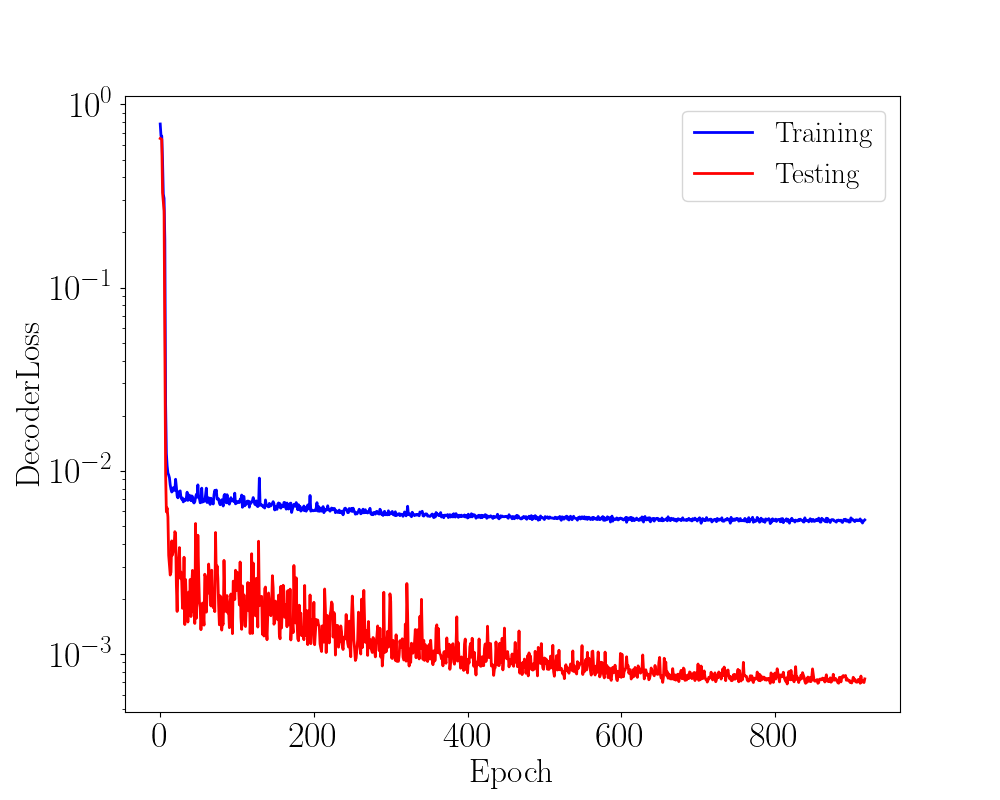 10^0
10^{-1}
10^{-2}
10^{-3}
DecoderLoss
Training
Testing
0 200 400 600 800
Epoch